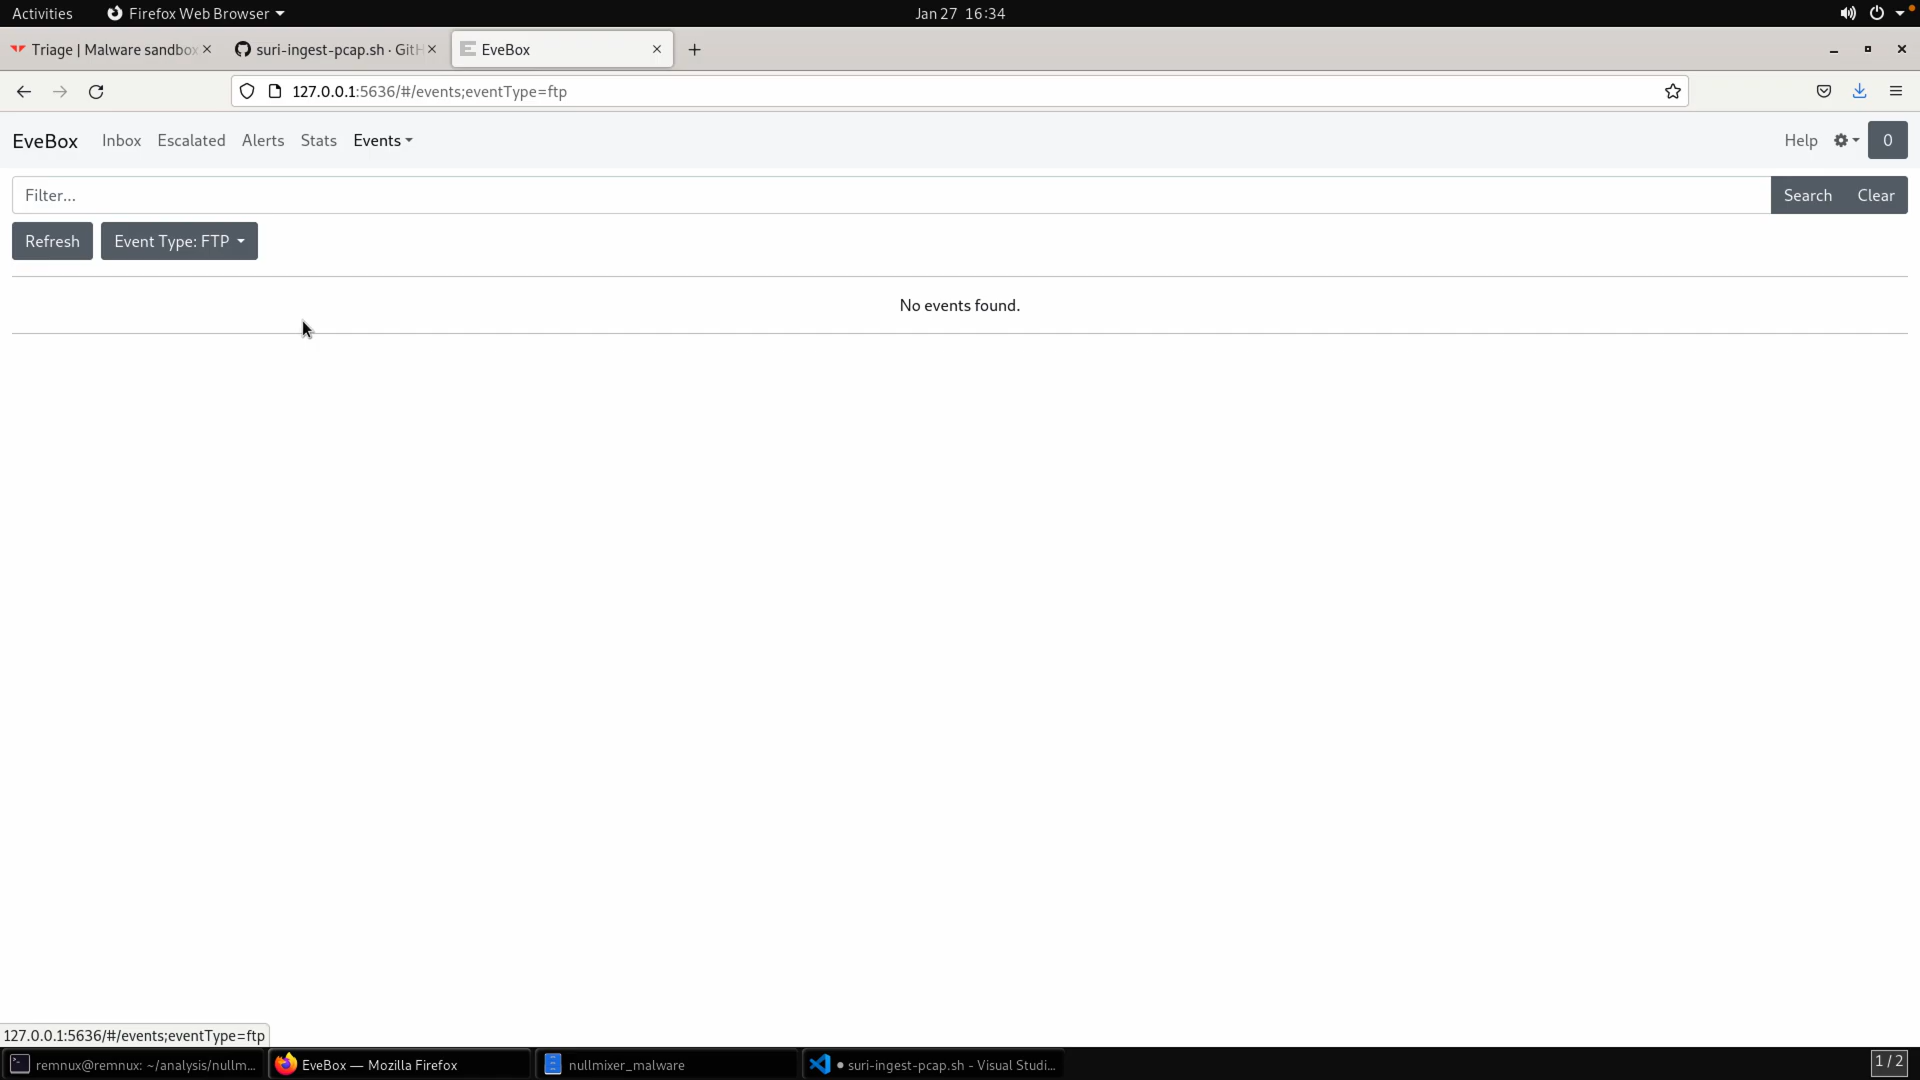 Activities
Firefox Web Browser
Jan 27 16:34
Triage | Malware sandbox
suri-ingest-pcap.sh · GitH
EveBox
127.0.0.1:5636/#/events;eventType=ftp
EveBox
Inbox
Escalated
Alerts
Stats
Events
Help
0
Filter...
Search
Clear
Refresh
Event Type: FTP
No events found.
127.0.0.1:5636/#/events;eventType=ftp
remnux@remnux: ~/analysis/nullm...
EveBox — Mozilla Firefox
nullmixer_malware
● suri-ingest-pcap.sh - Visual Studi...
1 / 2